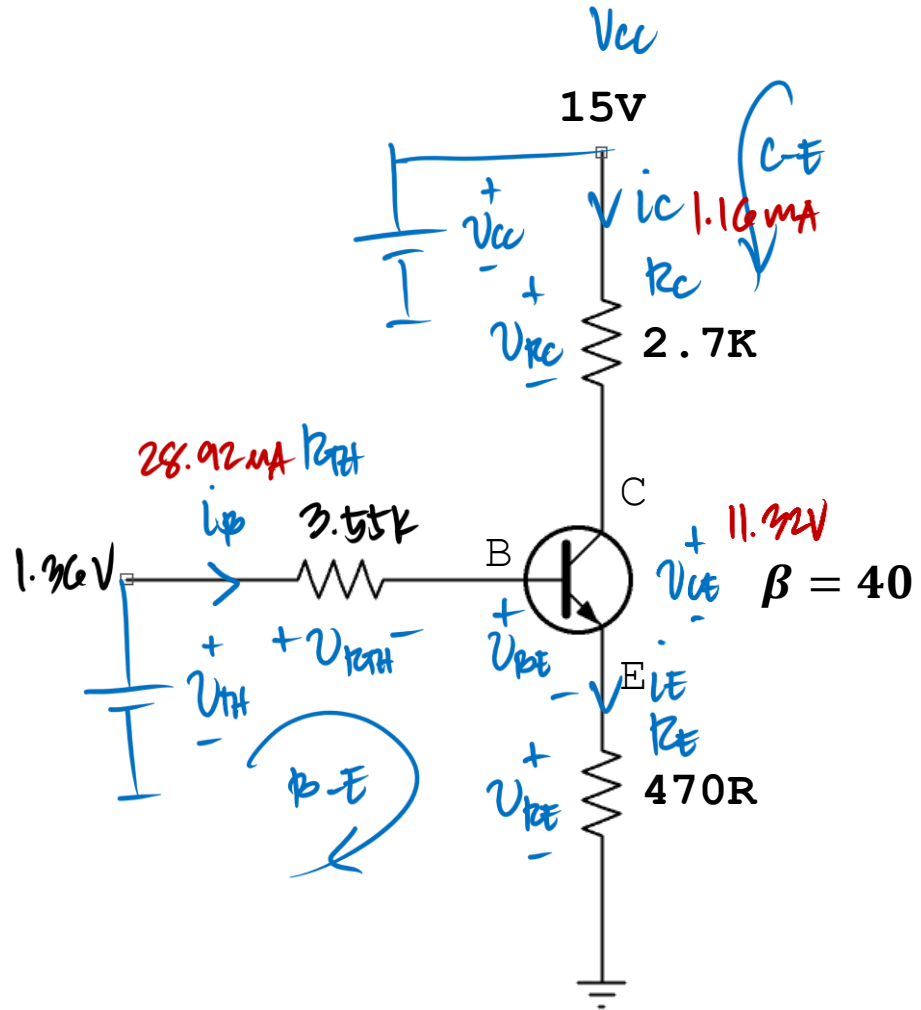 VCC
15V
C-E
+
VCC
-
iC 1.16mA
RC
+
VRC
-
2.7K
28.92uA RTH
iB
3.55K
C
11.32V
B
1.36V
+
VCE
-
β = 40
+
VTH
-
+ VRTH -
+
VBE
-
E iE
RE
B-E
+
VRE
-
470R